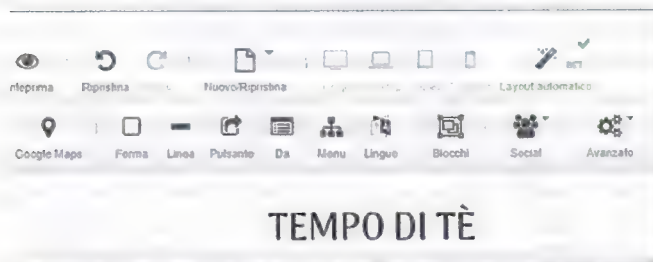 nteprima Ripristina Nuovo/Ripristina Layout automatico
Google Maps Forma Linea Pulsante Da Menu Lingue Blocchi Social Avanzato
TEMPO DI TÈ